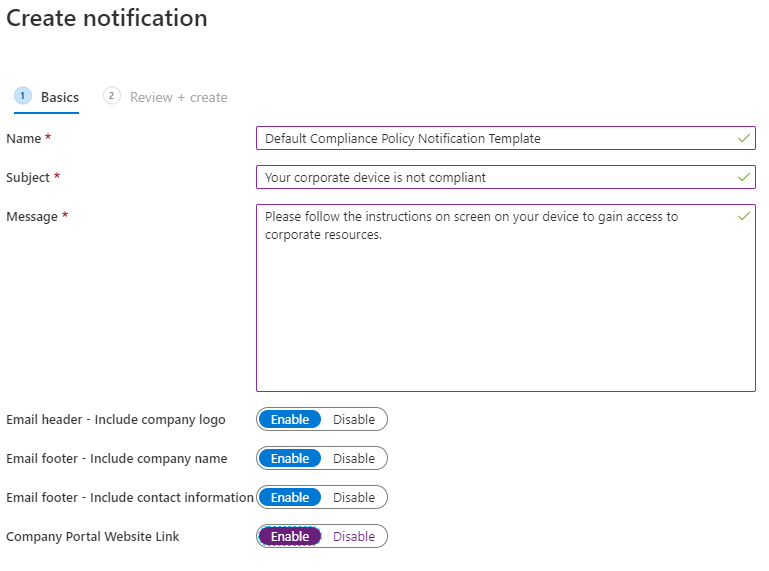 Create notification
1 Basics 2 Review + create
Name * Default Compliance Policy Notification Template
Subject * Your corporate device is not compliant
Message * Please follow the instructions on screen on your device to gain access to
corporate resources.
Email header - Include company logo Enable Disable
Email footer - Include company name Enable Disable
Email footer - Include contact information Enable Disable
Company Portal Website Link Enable Disable